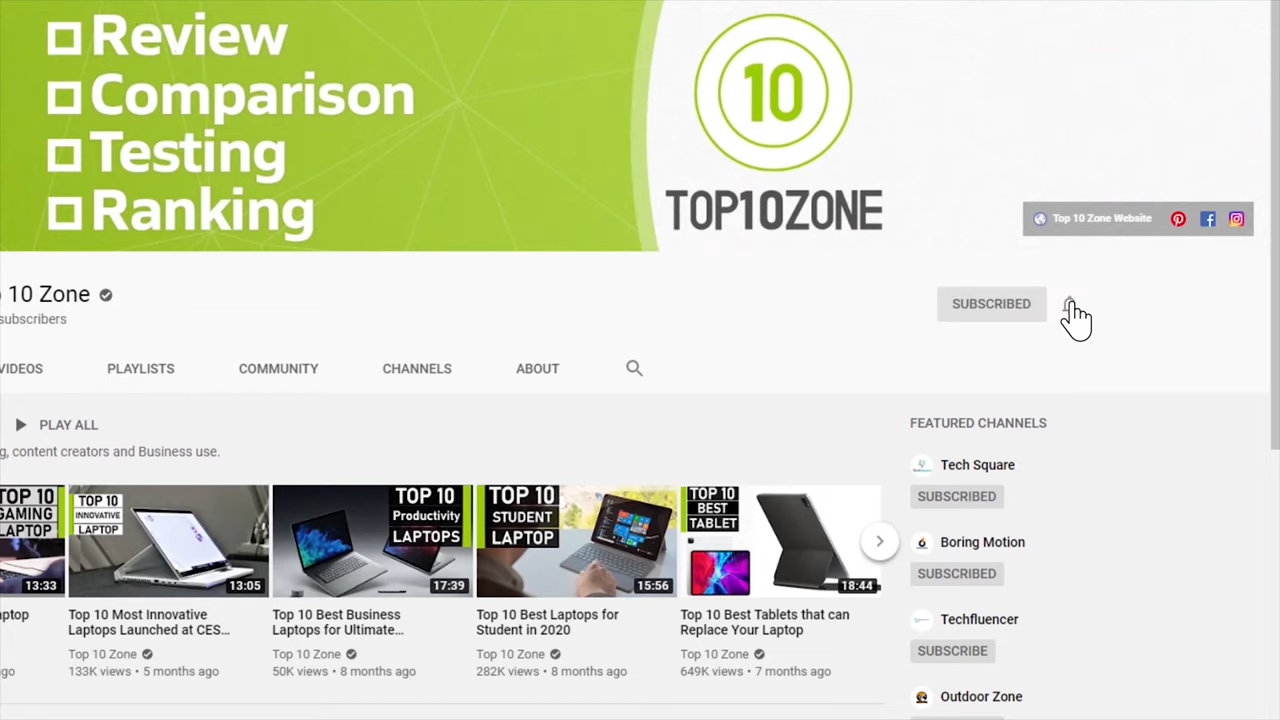 Review
Comparison
Testing
Ranking
10
TOP10ZONE
Top 10 Zone Website
10 Zone
subscribers
SUBSCRIBED
VIDEOS
PLAYLISTS
COMMUNITY
CHANNELS
ABOUT
PLAY ALL
g, content creators and Business use.
FEATURED CHANNELS
Tech Square
SUBSCRIBED
Boring Motion
SUBSCRIBED
Techfluencer
SUBSCRIBE
Outdoor Zone
TOP 10
GAMING
LAPTOP
13:33
TOP 10
INNOVATIVE
LAPTOP
13:05
TOP 10
Productivity
LAPTOPS
17:39
TOP 10
STUDENT
LAPTOP
15:56
TOP 10
BEST
TABLET
18:44
aptop
ago
Top 10 Most Innovative
Laptops Launched at CES...
Top 10 Zone
133K views • 5 months ago
Top 10 Best Business
Laptops for Ultimate...
Top 10 Zone
50K views • 8 months ago
Top 10 Best Laptops for
Student in 2020
Top 10 Zone
282K views • 8 months ago
Top 10 Best Tablets that can
Replace Your Laptop
Top 10 Zone
649K views • 7 months ago